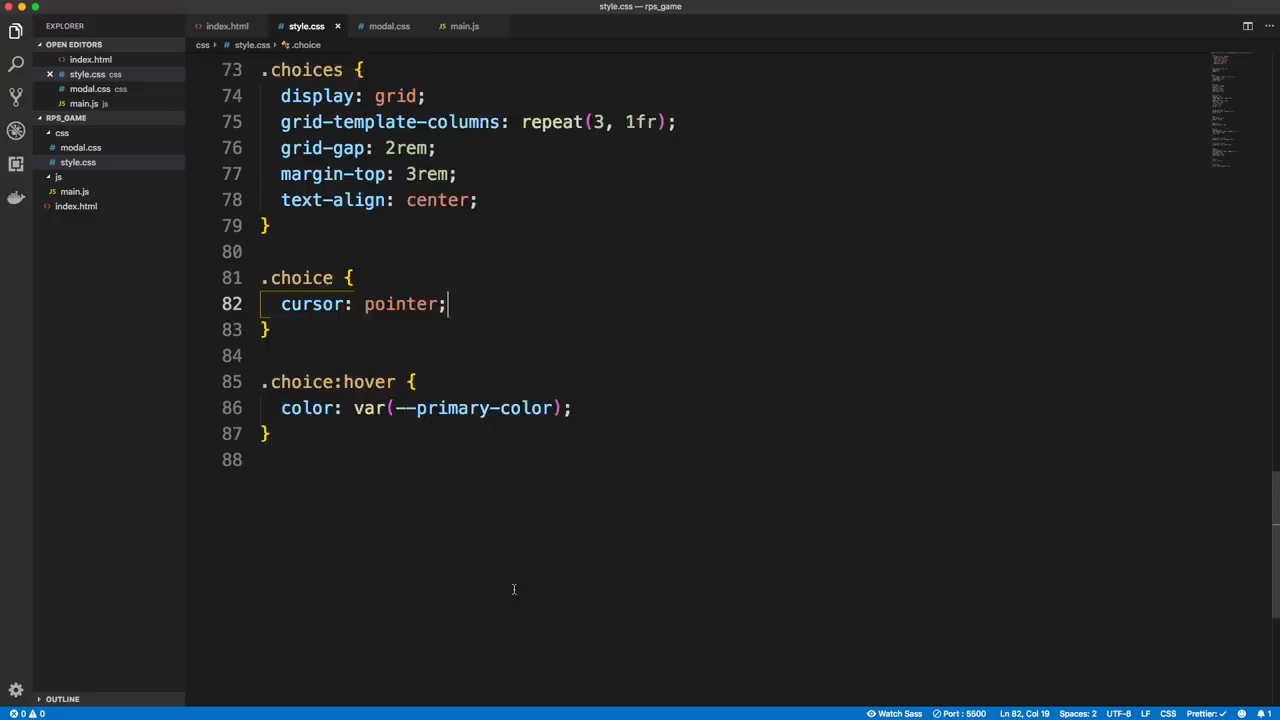 style.css — rps_game
EXPLORER
index.html
style.css
modal.css
main.js
OPEN EDITORS
css › style.css › .choice
index.html
style.css css
modal.css css
main.js js
RPS_GAME
css
modal.css
style.css
js
main.js
index.html
73 .choices {
74 display: grid;
75 grid-template-columns: repeat(3, 1fr);
76 grid-gap: 2rem;
77 margin-top: 3rem;
78 text-align: center;
79 }
80
81 .choice {
82 cursor: pointer;
83 }
84
85 .choice:hover {
86 color: var(--primary-color);
87 }
88
OUTLINE
0 0 Watch Sass Port : 5500 Ln 82, Col 19 Spaces: 2 UTF-8 LF CSS Prettier: ✓ 1